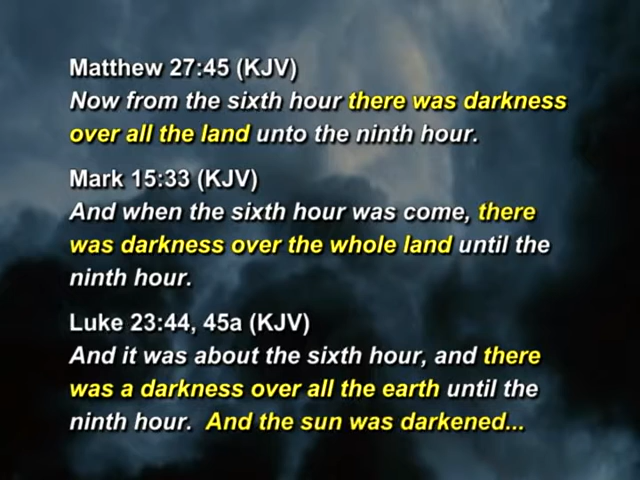 Matthew 27:45 (KJV)
Now from the sixth hour there was darkness
over all the land unto the ninth hour.
Mark 15:33 (KJV)
And when the sixth hour was come, there
was darkness over the whole land until the
ninth hour.
Luke 23:44, 45a (KJV)
And it was about the sixth hour, and there
was a darkness over all the earth until the
ninth hour.  And the sun was darkened...